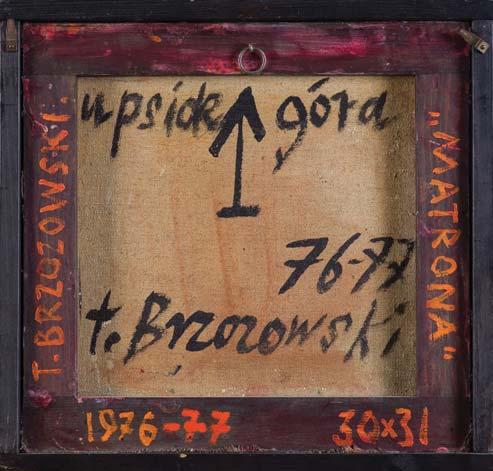 upside góra
76-77
t. Brzozowski
T. BRZOZOWSKI.
„MATRONA“
1976-77
30x31